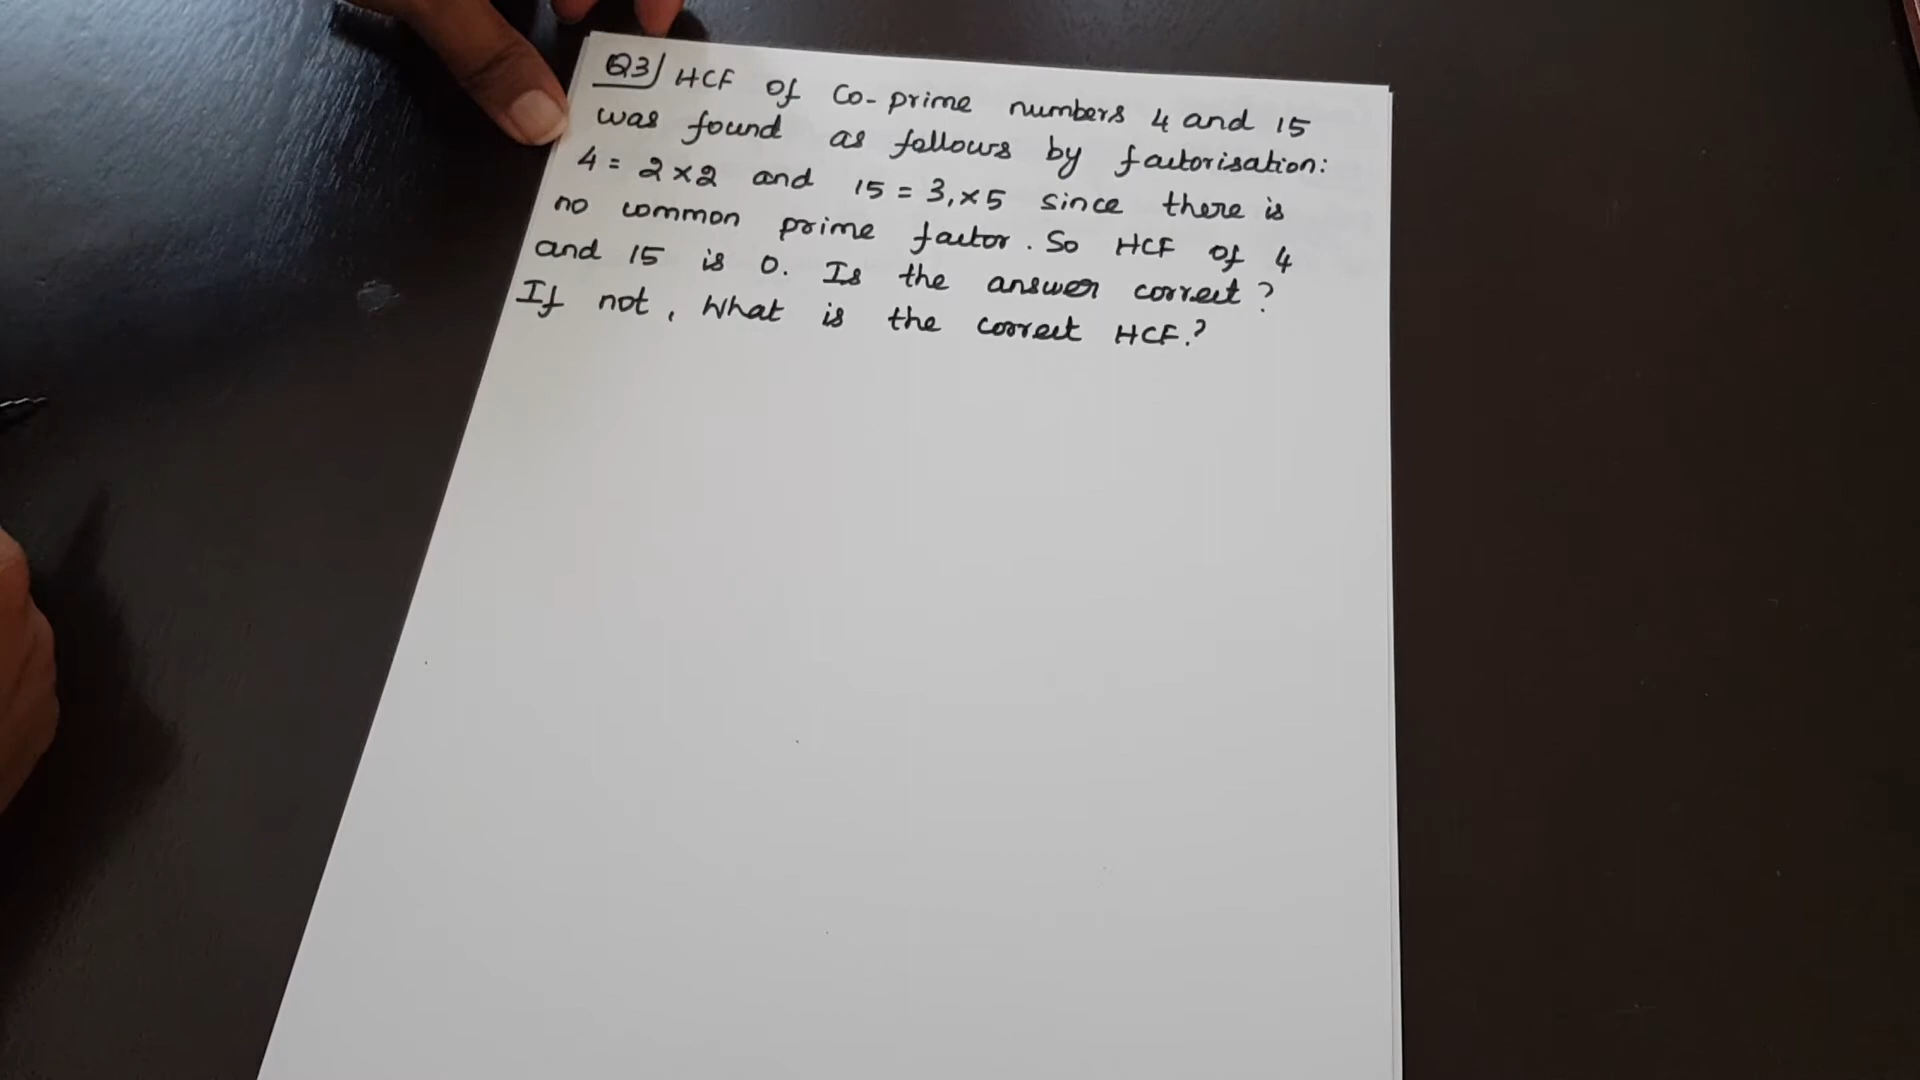 Q3/ HCF of Co-prime numbers 4 and 15
was found as follows by factorisation:
4 = 2 × 2 and 15 = 3, × 5 since there is
no common prime factor. So HCF of 4
and 15 is 0. Is the answer correct?
If not, What is the correct HCF.?